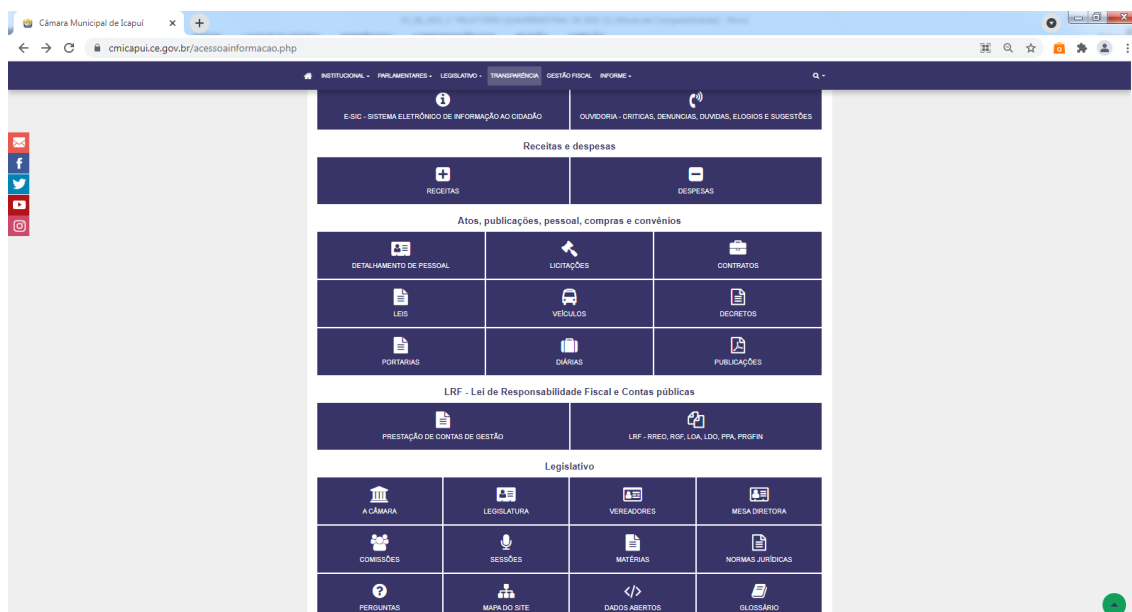 Câmara Municipal de Icapuí
cmicapui.ce.gov.br/acessoinformacao.php
INSTITUCIONAL PARLAMENTARES LEGISLATIVO TRANSPARÊNCIA GESTÃO FISCAL INFORME
E-SIC - SISTEMA ELETRÔNICO DE INFORMAÇÃO AO CIDADÃO
OUVIDORIA - CRITICAS, DENUNCIAS, DUVIDAS, ELOGIOS E SUGESTÕES
Receitas e despesas
RECEITAS
DESPESAS
Atos, publicações, pessoal, compras e convênios
DETALHAMENTO DE PESSOAL
LICITAÇÕES
CONTRATOS
LEIS
VEÍCULOS
DECRETOS
PORTARIAS
DIÁRIAS
PUBLICAÇÕES
LRF - Lei de Responsabilidade Fiscal e Contas públicas
PRESTAÇÃO DE CONTAS DE GESTÃO
LRF - RREO, RGF, LOA, LDO, PPA, PRGFIN
Legislativo
A CÂMARA
LEGISLATURA
VEREADORES
MESA DIRETORA
COMISSÕES
SESSÕES
MATÉRIAS
NORMAS JURÍDICAS
PERGUNTAS
MAPA DO SITE
DADOS ABERTOS
GLOSSÁRIO